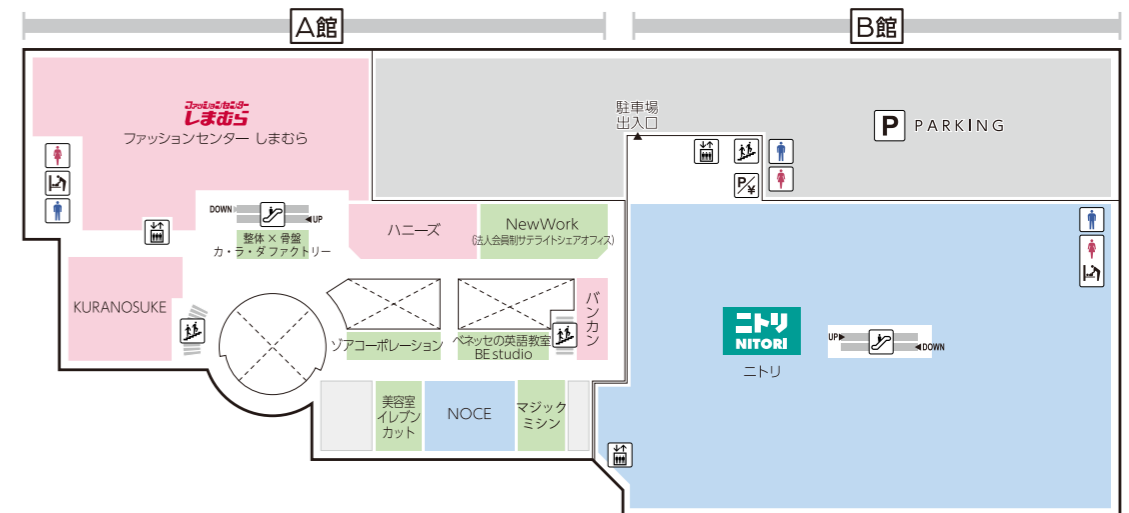 A館
B館
ファッションセンター
しまむら
ファッションセンター しまむら
駐車場
出入口
P PARKING
P/¥
DOWN
UP
整体 × 骨盤
カ・ラ・ダ ファクトリー
ハニーズ
NewWork
(法人会員制サテライトシェアオフィス)
KURANOSUKE
ゾアコーポレーション
ベネッセの英語教室
BE studio
バンカン
ニトリ
NITORI
ニトリ
UP
DOWN
美容室
イレブン
カット
NOCE
マジック
ミシン